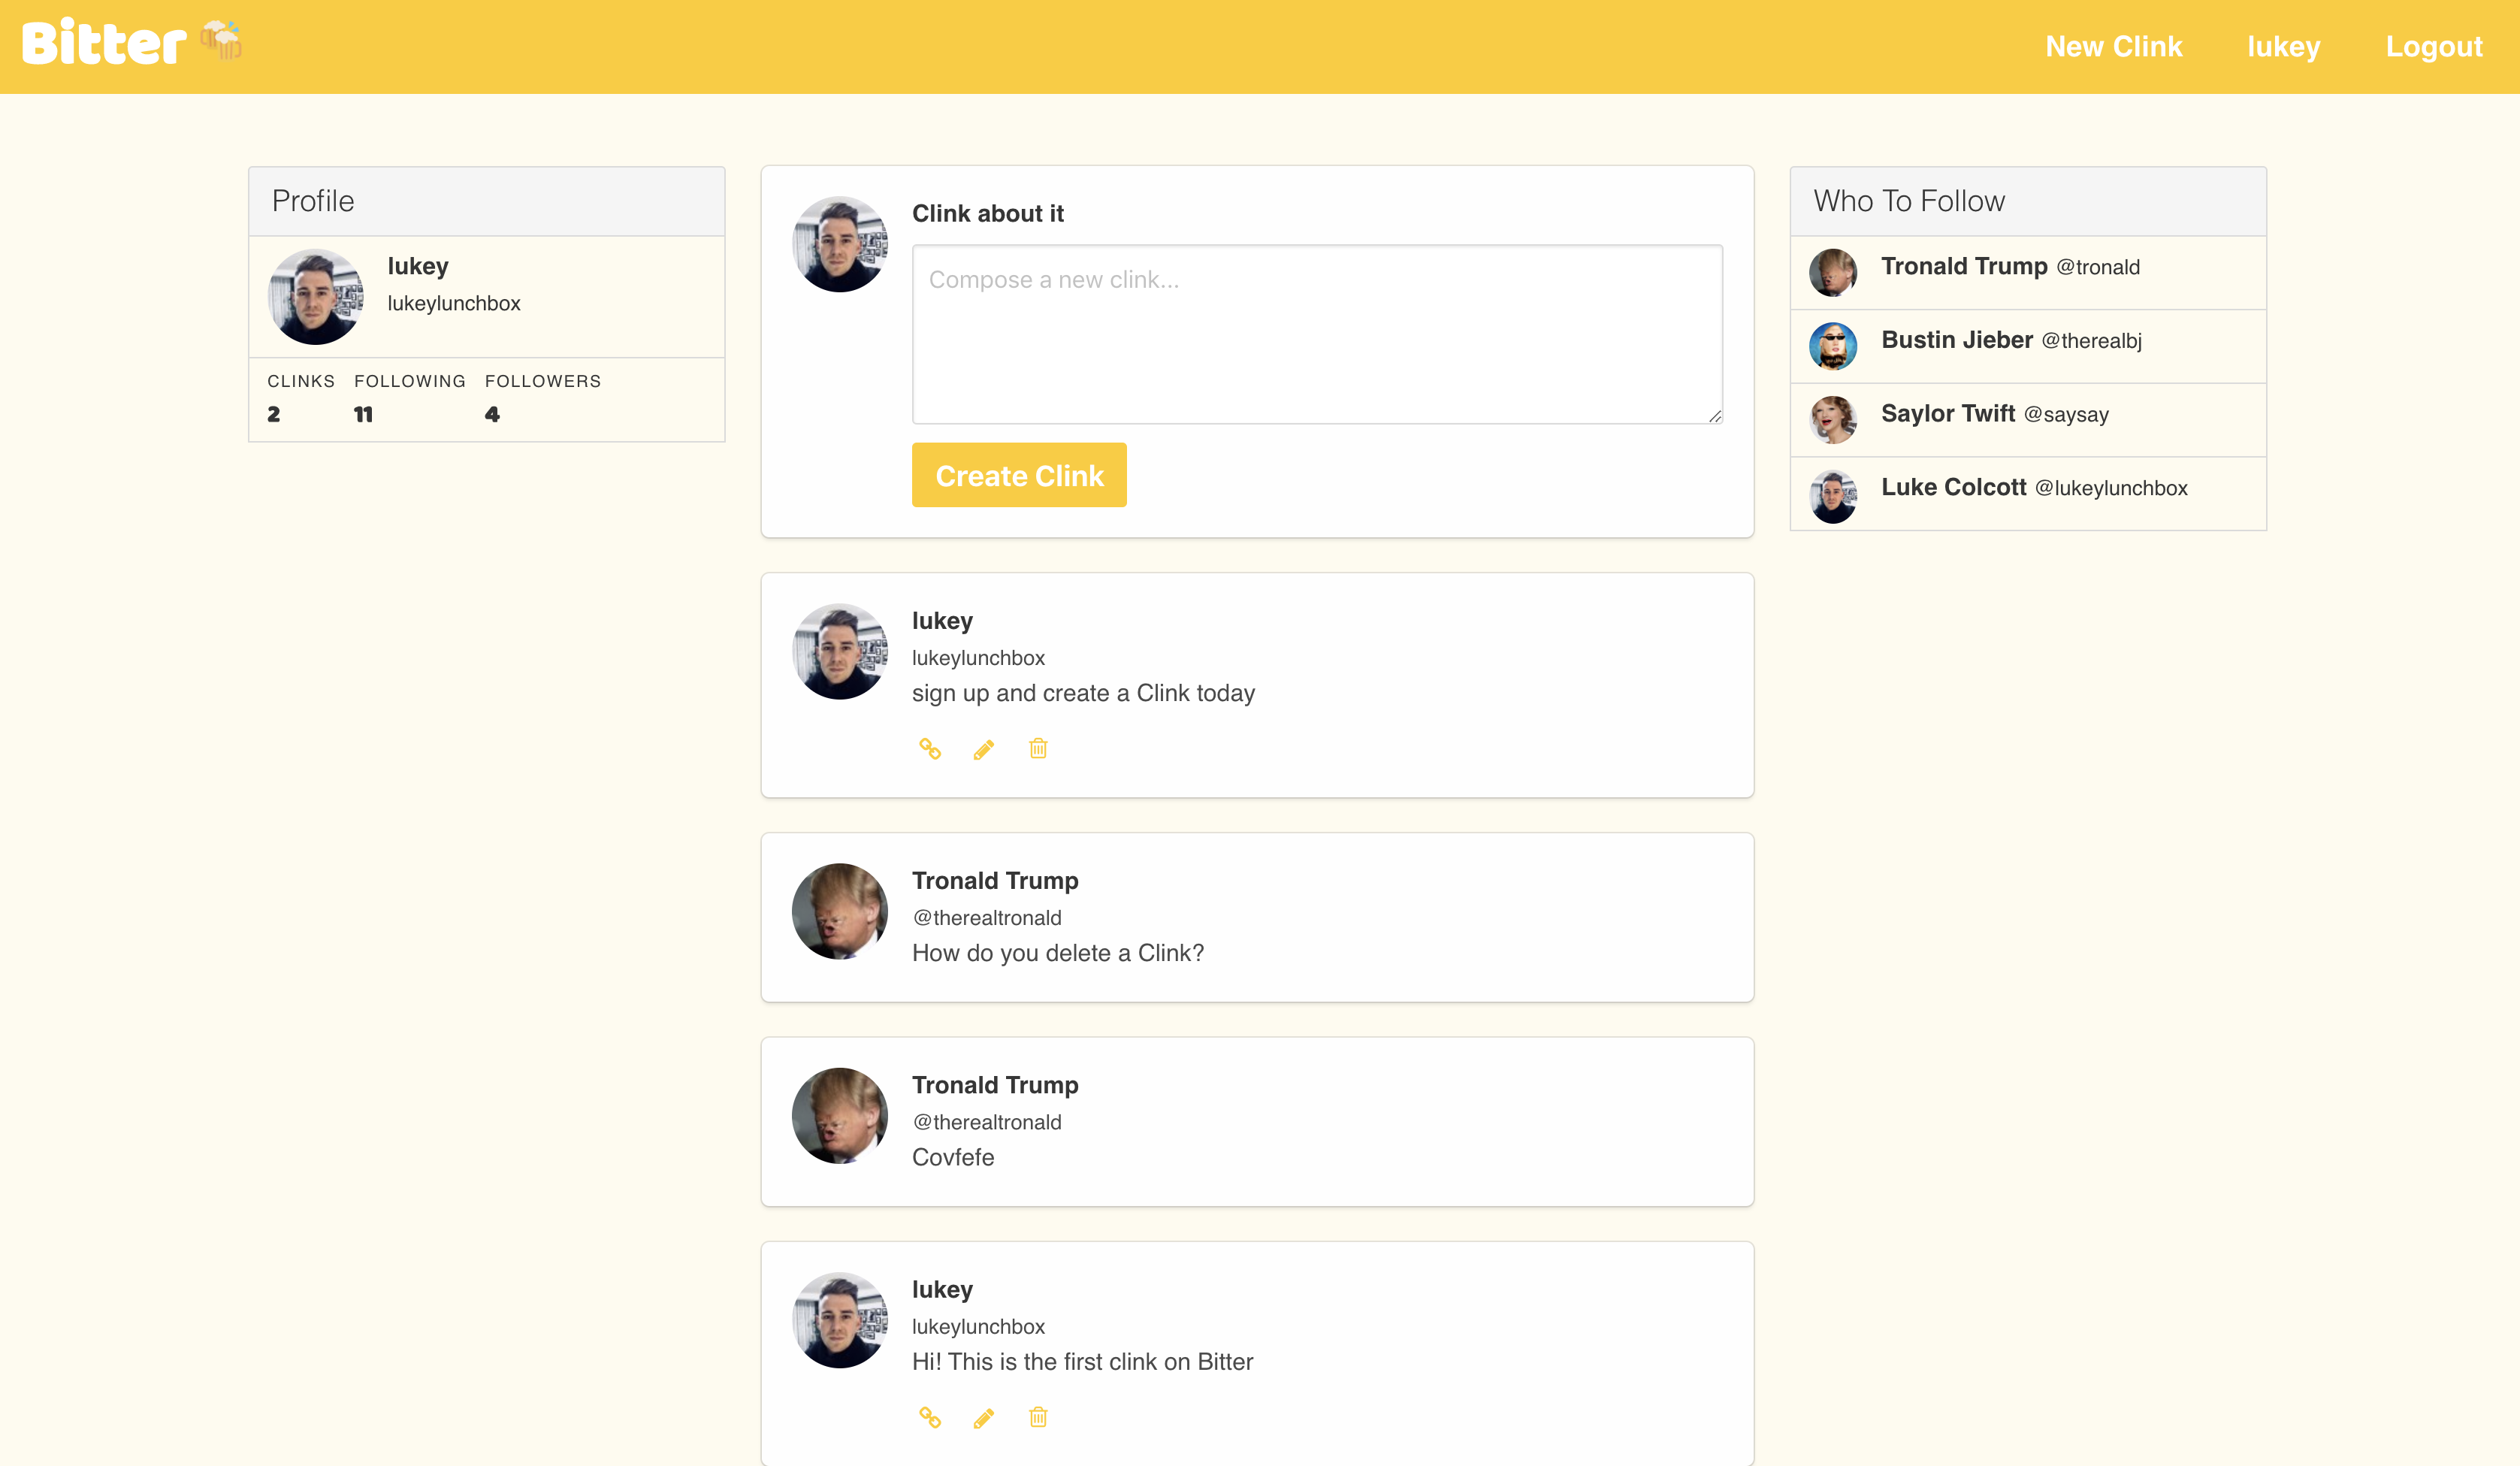 Bitter
New Clink lukey Logout
Profile
lukey
lukeylunchbox
CLINKS FOLLOWING FOLLOWERS
2 11 4
Clink about it
Compose a new clink...
Create Clink
lukey
lukeylunchbox
sign up and create a Clink today
Tronald Trump
@therealtronald
How do you delete a Clink?
Tronald Trump
@therealtronald
Covfefe
lukey
lukeylunchbox
Hi! This is the first clink on Bitter
Who To Follow
Tronald Trump @tronald
Bustin Jieber @therealbj
Saylor Twift @saysay
Luke Colcott @lukeylunchbox